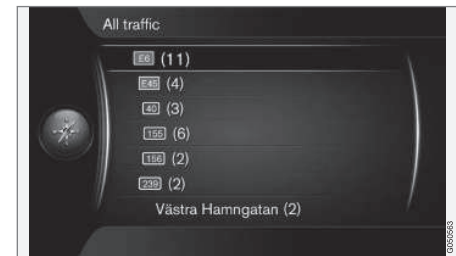 All traffic
E6 (11)
E45 (4)
40 (3)
155 (6)
156 (2)
239 (2)
Västra Hamngatan (2)
G050563